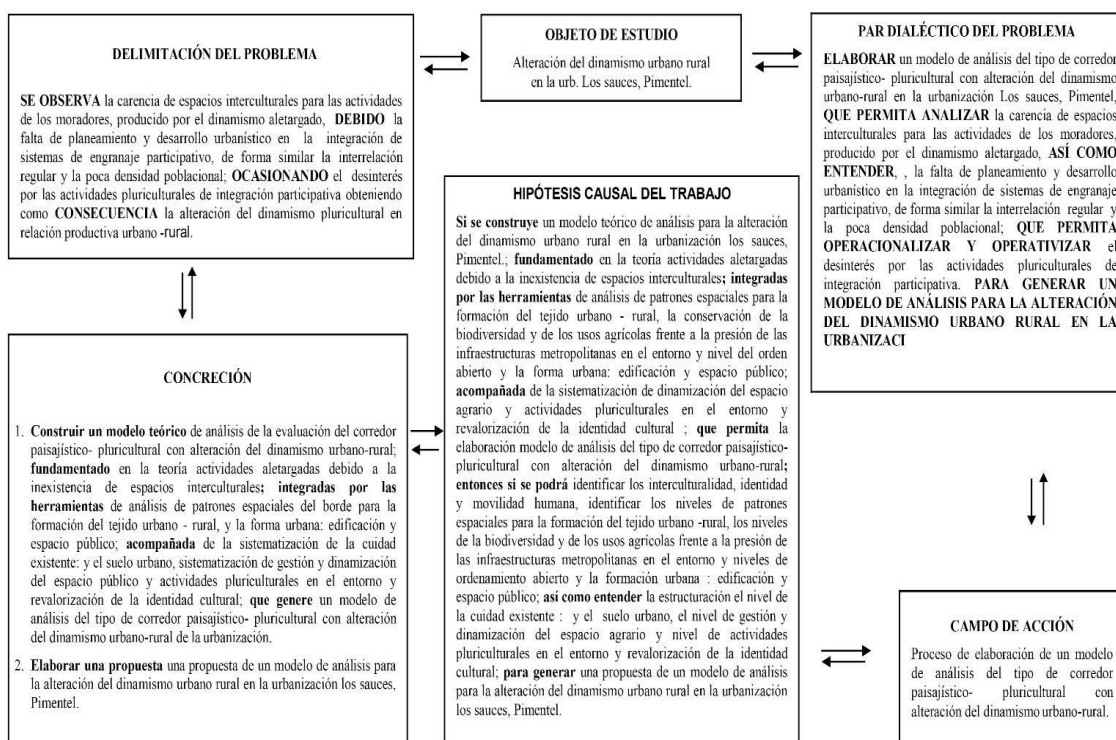 DELIMITACIÓN DEL PROBLEMA
SE OBSERVA la carencia de espacios interculturales para las actividades
de los moradores, producido por el dinamismo aletargado, DEBIDO la
falta de planeamiento y desarrollo urbanístico en la integración de
sistemas de engranaje participativo, de forma similar la interrelación
regular y la poca densidad poblacional; OCASIONANDO el desinterés
por las actividades pluriculturales de integración participativa obteniendo
como CONSECUENCIA la alteración del dinamismo pluricultural en
relación productiva urbano -rural.
OBJETO DE ESTUDIO
Alteración del dinamismo urbano rural
en la urb. Los sauces, Pimentel.
PAR DIALÉCTICO DEL PROBLEMA
ELABORAR un modelo de análisis del tipo de corredor
paisajístico- pluricultural con alteración del dinamismo
urbano-rural en la urbanización Los sauces, Pimentel,
QUE PERMITA ANALIZAR la carencia de espacios
interculturales para las actividades de los moradores,
producido por el dinamismo aletargado, ASÍ COMO
ENTENDER, , la falta de planeamiento y desarrollo
urbanístico en la integración de sistemas de engranaje
participativo, de forma similar la interrelación regular y
la poca densidad poblacional; QUE PERMITA
OPERACIONALIZAR Y OPERATIVIZAR el
desinterés por las actividades pluriculturales de
integración participativa. PARA GENERAR UN
MODELO DE ANÁLISIS PARA LA ALTERACIÓN
DEL DINAMISMO URBANO RURAL EN LA
URBANIZACI
HIPÓTESIS CAUSAL DEL TRABAJO
Si se construye un modelo teórico de análisis para la alteración
del dinamismo urbano rural en la urbanización los sauces,
Pimentel.; fundamentado en la teoría actividades aletargadas
debido a la inexistencia de espacios interculturales; integradas
por las herramientas de análisis de patrones espaciales para la
formación del tejido urbano - rural, la conservación de la
biodiversidad y de los usos agrícolas frente a la presión de las
infraestructuras metropolitanas en el entorno y nivel del orden
abierto y la forma urbana: edificación y espacio público;
acompañada de la sistematización de dinamización del espacio
agrario y actividades pluriculturales en el entorno y
revalorización de la identidad cultural ; que permita la
elaboración modelo de análisis del tipo de corredor paisajístico-
pluricultural con alteración del dinamismo urbano-rural;
entonces si se podrá identificar los interculturalidad, identidad
y movilidad humana, identificar los niveles de patrones
espaciales para la formación del tejido urbano -rural, los niveles
de la biodiversidad y de los usos agrícolas frente a la presión de
las infraestructuras metropolitanas en el entorno y niveles de
ordenamiento abierto y la formación urbana : edificación y
espacio público; así como entender la estructuración el nivel de
la cuidad existente : y el suelo urbano, el nivel de gestión y
dinamización del espacio agrario y nivel de actividades
pluriculturales en el entorno y revalorización de la identidad
cultural; para generar una propuesta de un modelo de análisis
para la alteración del dinamismo urbano rural en la urbanización
los sauces, Pimentel.
CONCRECIÓN
1. Construir un modelo teórico de análisis de la evaluación del corredor
paisajístico- pluricultural con alteración del dinamismo urbano-rural;
fundamentado en la teoría actividades aletargadas debido a la
inexistencia de espacios interculturales; integradas por las
herramientas de análisis de patrones espaciales del borde para la
formación del tejido urbano - rural, y la forma urbana: edificación y
espacio público; acompañada de la sistematización de la cuidad
existente: y el suelo urbano, sistematización de gestión y dinamización
del espacio público y actividades pluriculturales en el entorno y
revalorización de la identidad cultural; que genere un modelo de
análisis del tipo de corredor paisajístico- pluricultural con alteración
del dinamismo urbano-rural de la urbanización.
2. Elaborar una propuesta una propuesta de un modelo de análisis para
la alteración del dinamismo urbano rural en la urbanización los sauces,
Pimentel.
CAMPO DE ACCIÓN
Proceso de elaboración de un modelo
de análisis del tipo de corredor
paisajístico- pluricultural con
alteración del dinamismo urbano-rural.